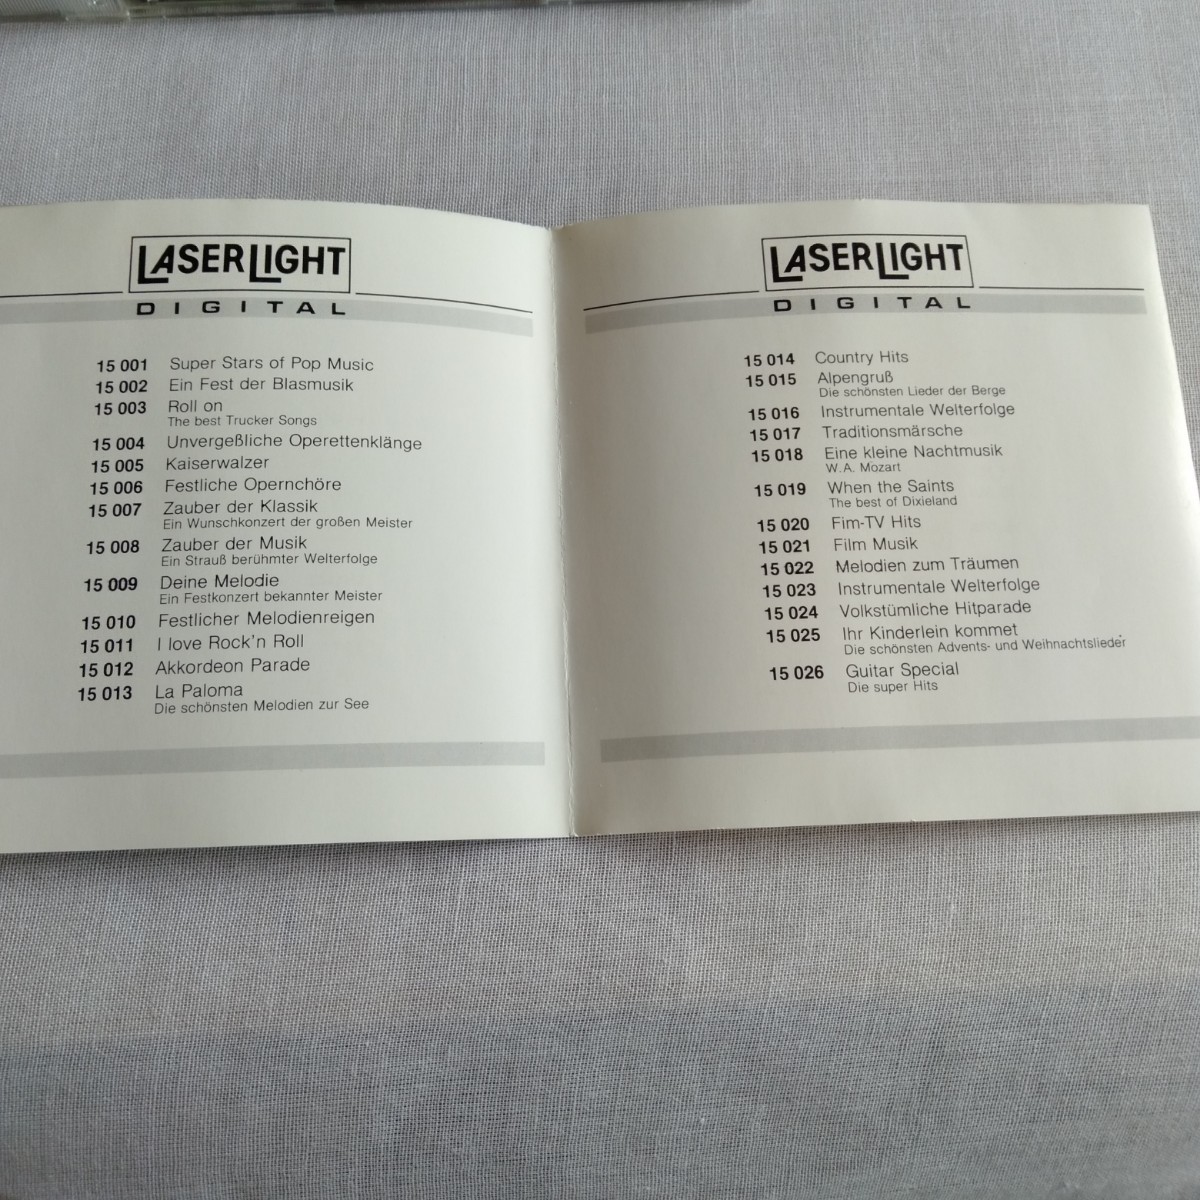 LASERLIGHT
DIGITAL
15 001 Super Stars of Pop Music
15 002 Ein Fest der Blasmusik
15 003 Roll on
The best Trucker Songs
15 004 Unvergeßliche Operettenklänge
15 005 Kaiserwalzer
15 006 Festliche Opernchöre
15 007 Zauber der Klassik
Ein Wunschkonzert der großen Meister
15 008 Zauber der Musik
Ein Strauß berühmter Welterfolge
15 009 Deine Melodie
Ein Festkonzert bekannter Meister
15 010 Festlicher Melodienreigen
15 011 I love Rock'n Roll
15 012 Akkordeon Parade
15 013 La Paloma
Die schönsten Melodien zur See
LASERLIGHT
DIGITAL
15 014 Country Hits
15 015 Alpengruß
Die schönsten Lieder der Berge
15 016 Instrumentale Welterfolge
15 017 Traditionsmärsche
15 018 Eine kleine Nachtmusik
W.A. Mozart
15 019 When the Saints
The best of Dixieland
15 020 Fim-TV Hits
15 021 Film Musik
15 022 Melodien zum Träumen
15 023 Instrumentale Welterfolge
15 024 Volkstümliche Hitparade
15 025 Ihr Kinderlein kommet
Die schönsten Advents- und Weihnachtslieder
15 026 Guitar Special
Die super Hits